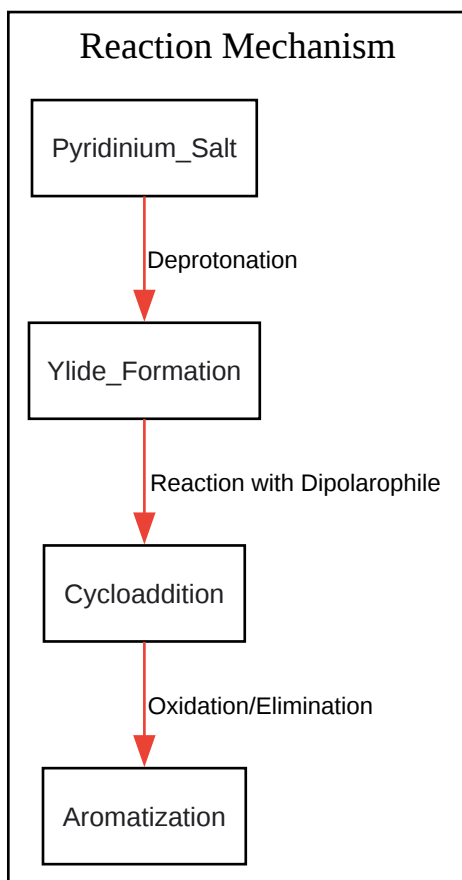 Reaction Mechanism
Pyridinium_Salt
Deprotonation
Ylide_Formation
Reaction with Dipolarophile
Cycloaddition
Oxidation/Elimination
Aromatization